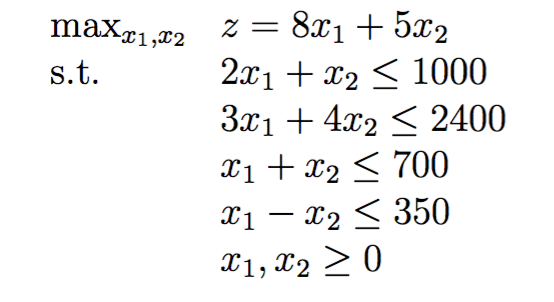 max_{x_1,x_2} z = 8x_1 + 5x_2
s.t. 2x_1 + x_2 ≤ 1000
3x_1 + 4x_2 ≤ 2400
x_1 + x_2 ≤ 700
x_1 − x_2 ≤ 350
x_1, x_2 ≥ 0